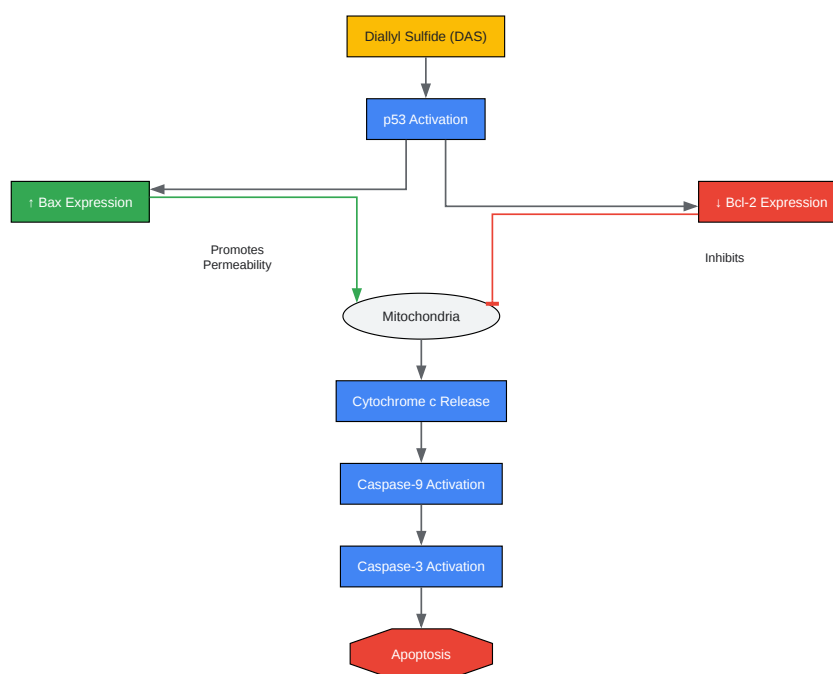 Diallyl Sulfide (DAS)
p53 Activation
↑ Bax Expression
↓ Bcl-2 Expression
Promotes
Permeability
Inhibits
Mitochondria
Cytochrome c Release
Caspase-9 Activation
Caspase-3 Activation
Apoptosis